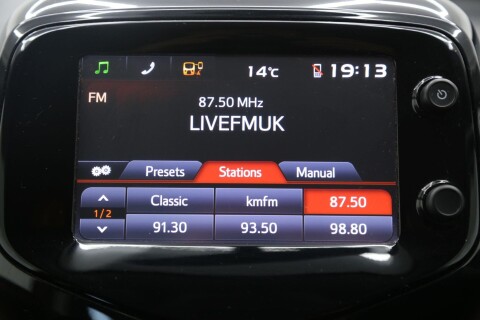 14°C 19:13
FM
87.50 MHz
LIVEFMUK
Presets Stations Manual
Classic kmfm 87.50
1/2
91.30 93.50 98.80